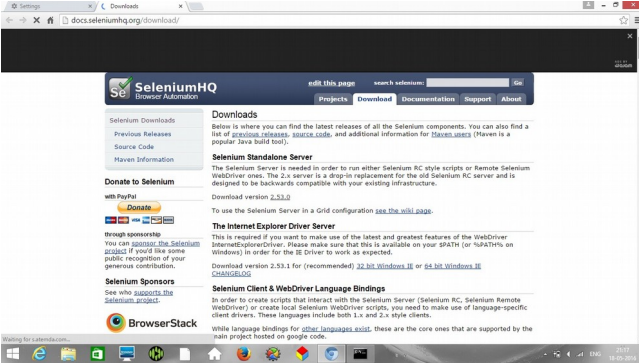 Settings
Downloads
docs.seleniumhq.org/download/
SeleniumHQ
Browser Automation
edit this page
search selenium:
Go
Projects
Download
Documentation
Support
About
Selenium Downloads
Previous Releases
Source Code
Maven Information
Donate to Selenium
with PayPal
Donate
VISA
through sponsorship
You can sponsor the Selenium
project if you'd like some
public recognition of your
generous contribution.
Selenium Sponsors
See who supports the
Selenium project.
BrowserStack
Downloads
Below is where you can find the latest releases of all the Selenium components. You can also find a
list of previous releases, source code, and additional information for Maven users (Maven is a
popular Java build tool).
Selenium Standalone Server
The Selenium Server is needed in order to run either Selenium RC style scripts or Remote Selenium
WebDriver ones. The 2.x server is a drop-in replacement for the old Selenium RC server and is
designed to be backwards compatible with your existing infrastructure.
Download version 2.53.0
To use the Selenium Server in a Grid configuration see the wiki page.
The Internet Explorer Driver Server
This is required if you want to make use of the latest and greatest features of the WebDriver
InternetExplorerDriver. Please make sure that this is available on your $PATH (or %PATH% on
Windows) in order for the IE Driver to work as expected.
Download version 2.53.1 for (recommended) 32 bit Windows IE or 64 bit Windows IE
CHANGELOG
Selenium Client & WebDriver Language Bindings
In order to create scripts that interact with the Selenium Server (Selenium RC, Selenium Remote
WebDriver) or create local Selenium WebDriver scripts, you need to make use of language-specific
client drivers. These languages include both 1.x and 2.x style clients.
While language bindings for other languages exist, these are the core ones that are supported by the
main project hosted on google code.
ENG
21:17